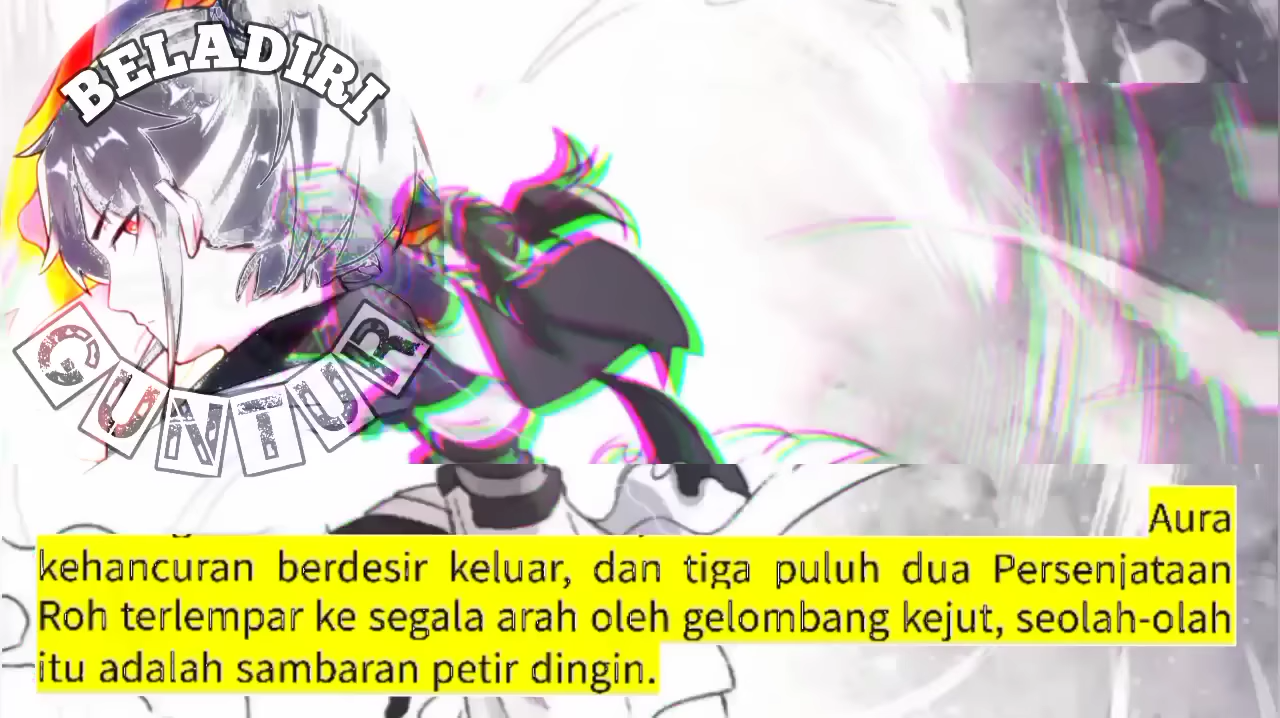 BELADIRI
GUNTUR
Aura
kehancuran berdesir keluar, dan tiga puluh dua Persenjataan
Roh terlempar ke segala arah oleh gelombang kejut, seolah-olah
itu adalah sambaran petir dingin.